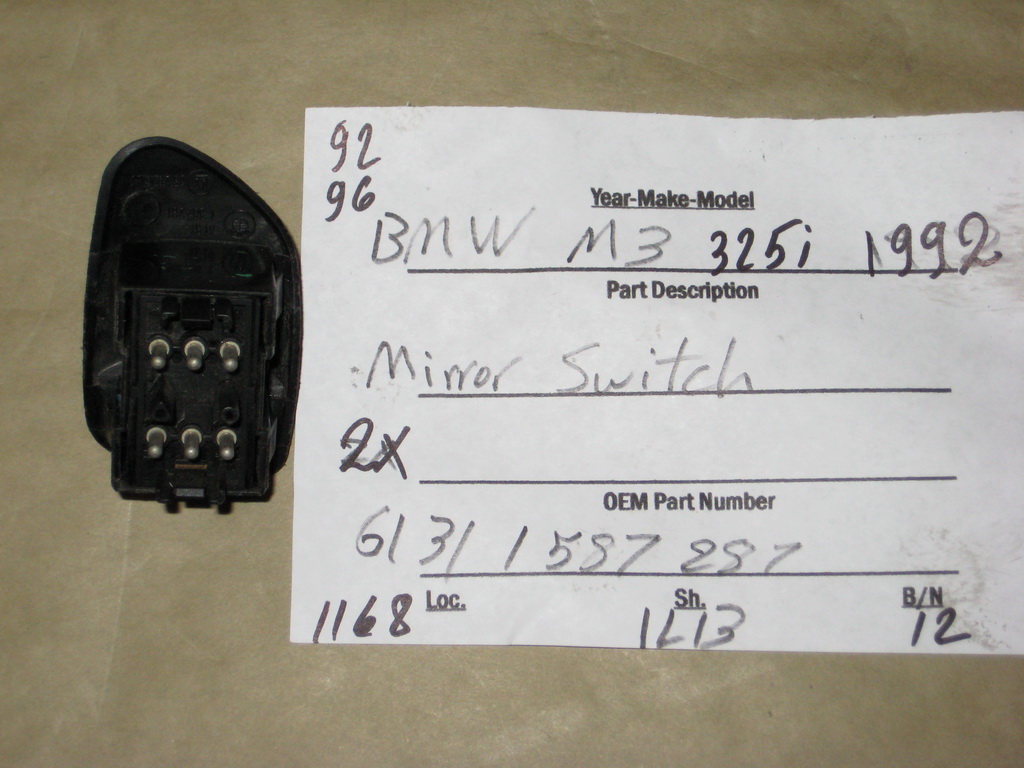 92
96
Year-Make-Model
BMW M3 325i 1992
Part Description
Mirror Switch
2X
OEM Part Number
61 31 1 587 287
Loc. Sh. B/N
1168 1L13 12